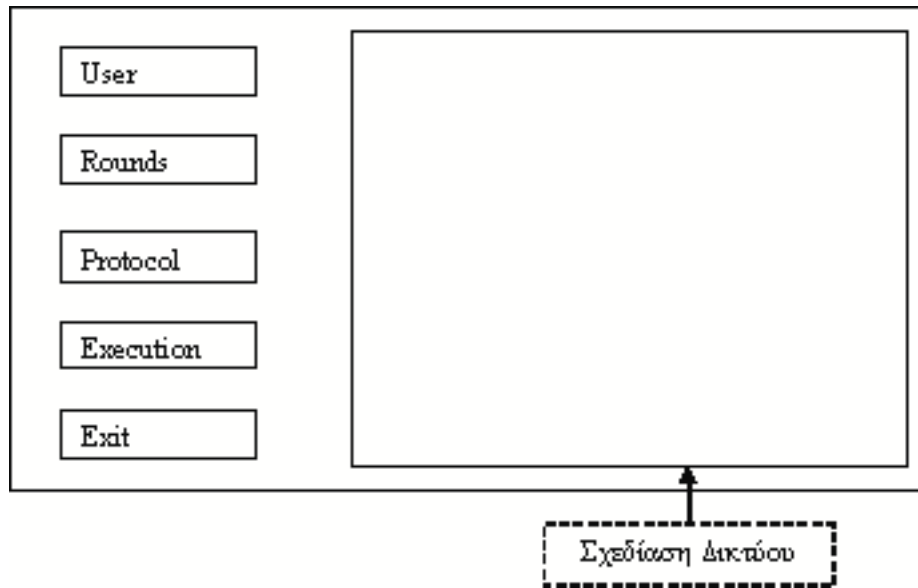 User
Rounds
Protocol
Execution
Exit
Σχεδίαση Δικτύου